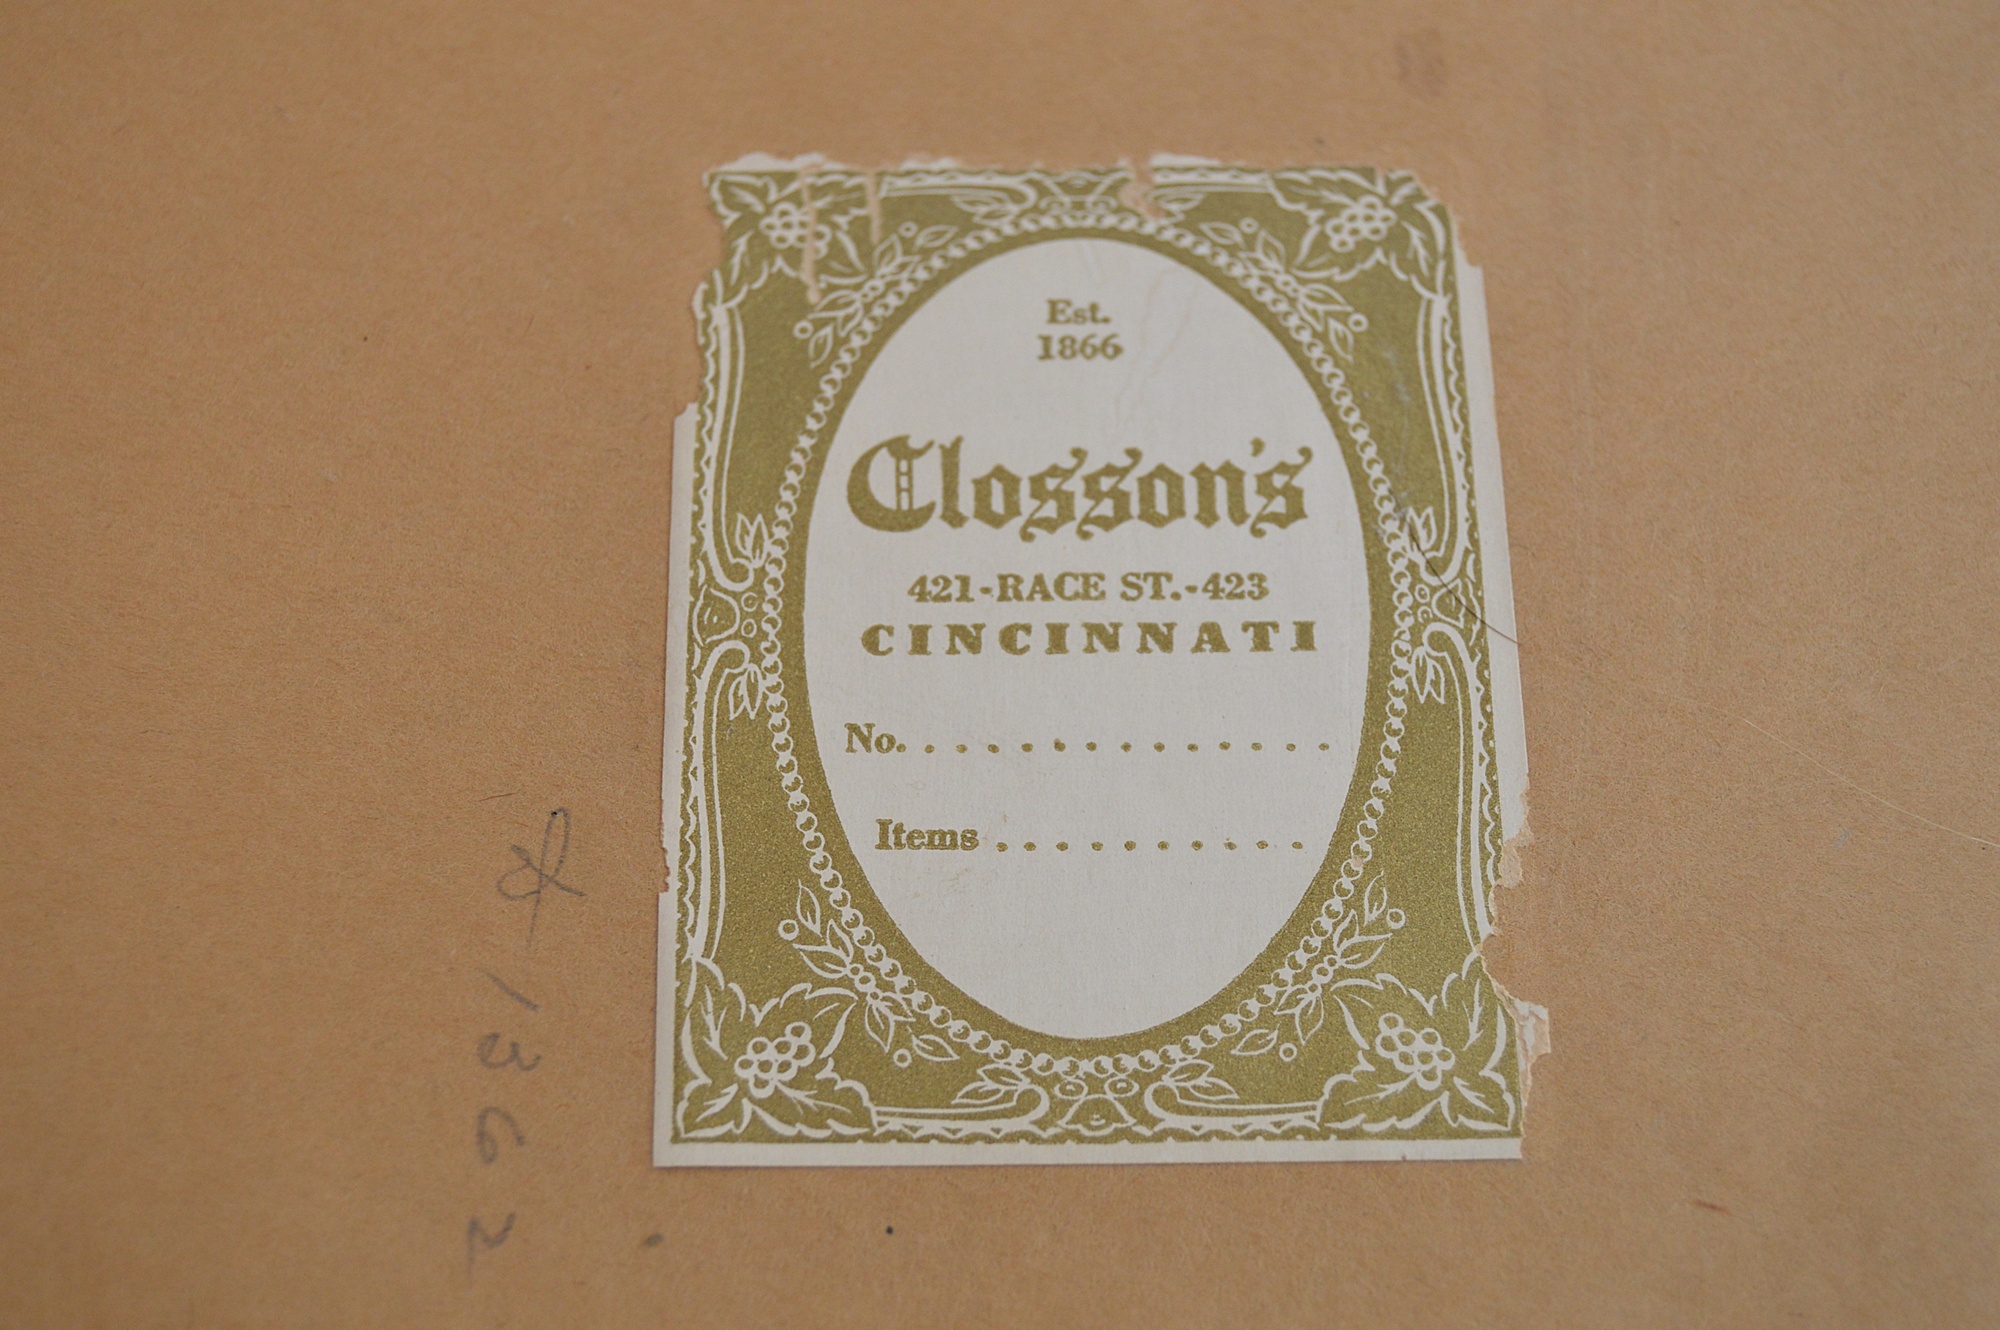 Est.
1866
Closson's
421-RACE ST.-423
CINCINNATI
No. . . . . . . . . . . . . .
Items . . . . . . . . . .